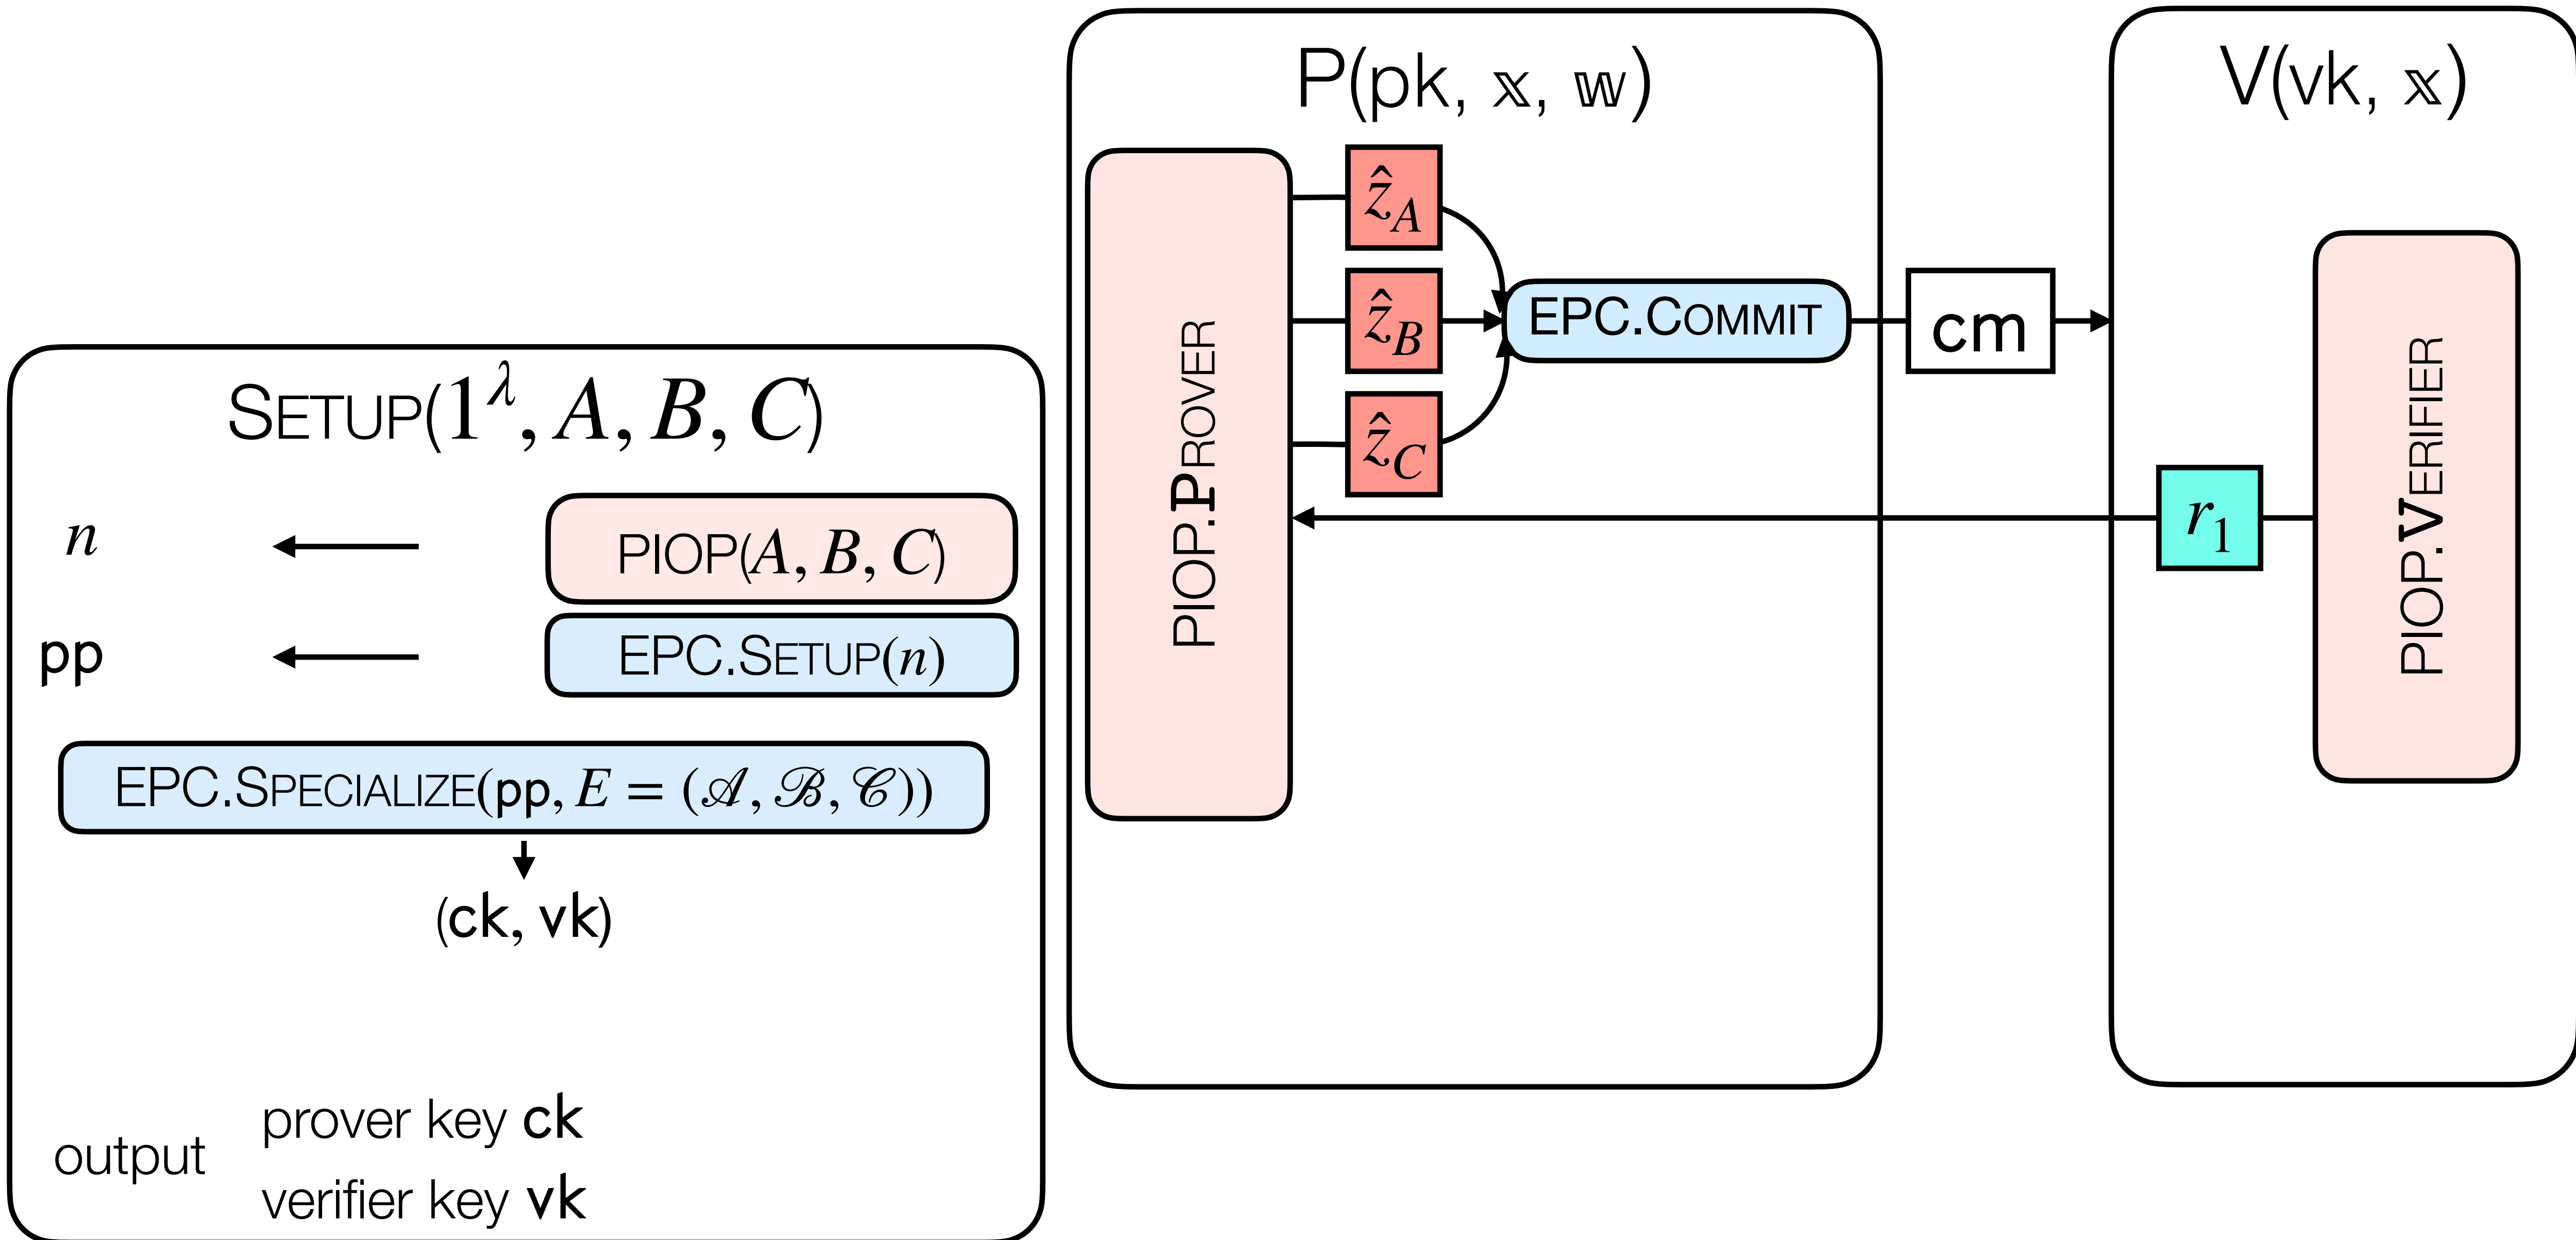 SETUP(1^λ, A, B, C)
n
PIOP(A, B, C)
pp
EPC.SETUP(n)
EPC.SPECIALIZE(pp, E = (𝒜, ℬ, 𝒞))
(ck, vk)
output
prover key ck
verifier key vk
P(pk, 𝕩, 𝕨)
PIOP.PROVER
ẑ_A
ẑ_B
ẑ_C
EPC.COMMIT
cm
V(vk, 𝕩)
r_1
PIOP.VERIFIER